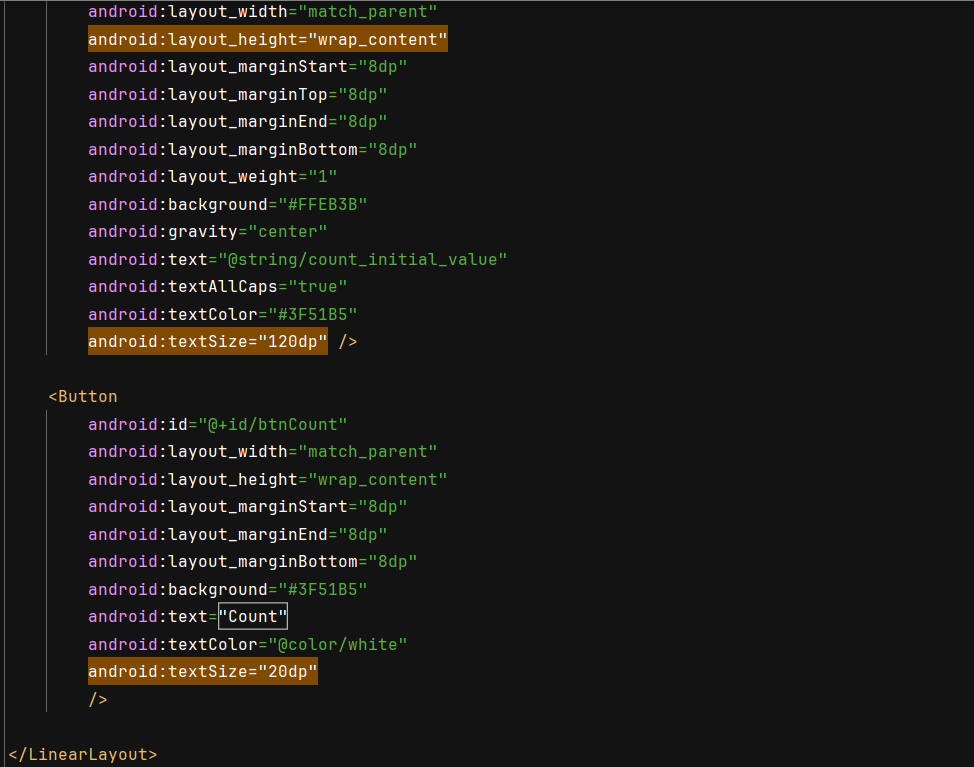 android:layout_width="match_parent"
android:layout_height="wrap_content"
android:layout_marginStart="8dp"
android:layout_marginTop="8dp"
android:layout_marginEnd="8dp"
android:layout_marginBottom="8dp"
android:layout_weight="1"
android:background="#FFEB3B"
android:gravity="center"
android:text="@string/count_initial_value"
android:textAllCaps="true"
android:textColor="#3F51B5"
android:textSize="120dp" />
<Button
android:id="@+id/btnCount"
android:layout_width="match_parent"
android:layout_height="wrap_content"
android:layout_marginStart="8dp"
android:layout_marginEnd="8dp"
android:layout_marginBottom="8dp"
android:background="#3F51B5"
android:text="Count"
android:textColor="@color/white"
android:textSize="20dp"
/>
</LinearLayout>